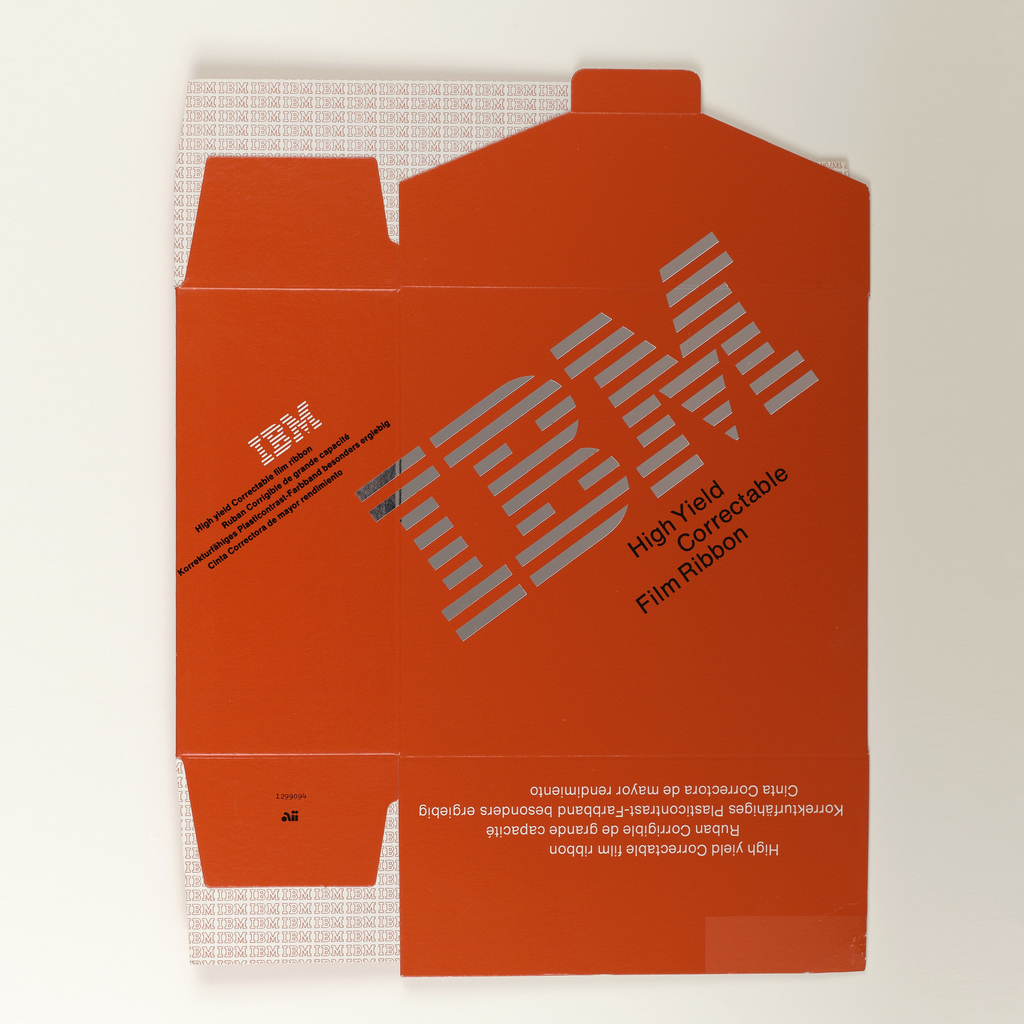 IBM
High yield Correctable film ribbon
Ruban Corrigible de grande capacité
Korrekturfähiges Plasticontrast-Farbband besonders ergiebig
Cinta Correctora de mayor rendimiento
IBM
High Yield
Correctable
Film Ribbon
1299094
High yield Correctable film ribbon
Ruban Corrigible de grande capacité
Korrekturfähiges Plasticontrast-Farbband besonders ergiebig
Cinta Correctora de mayor rendimiento